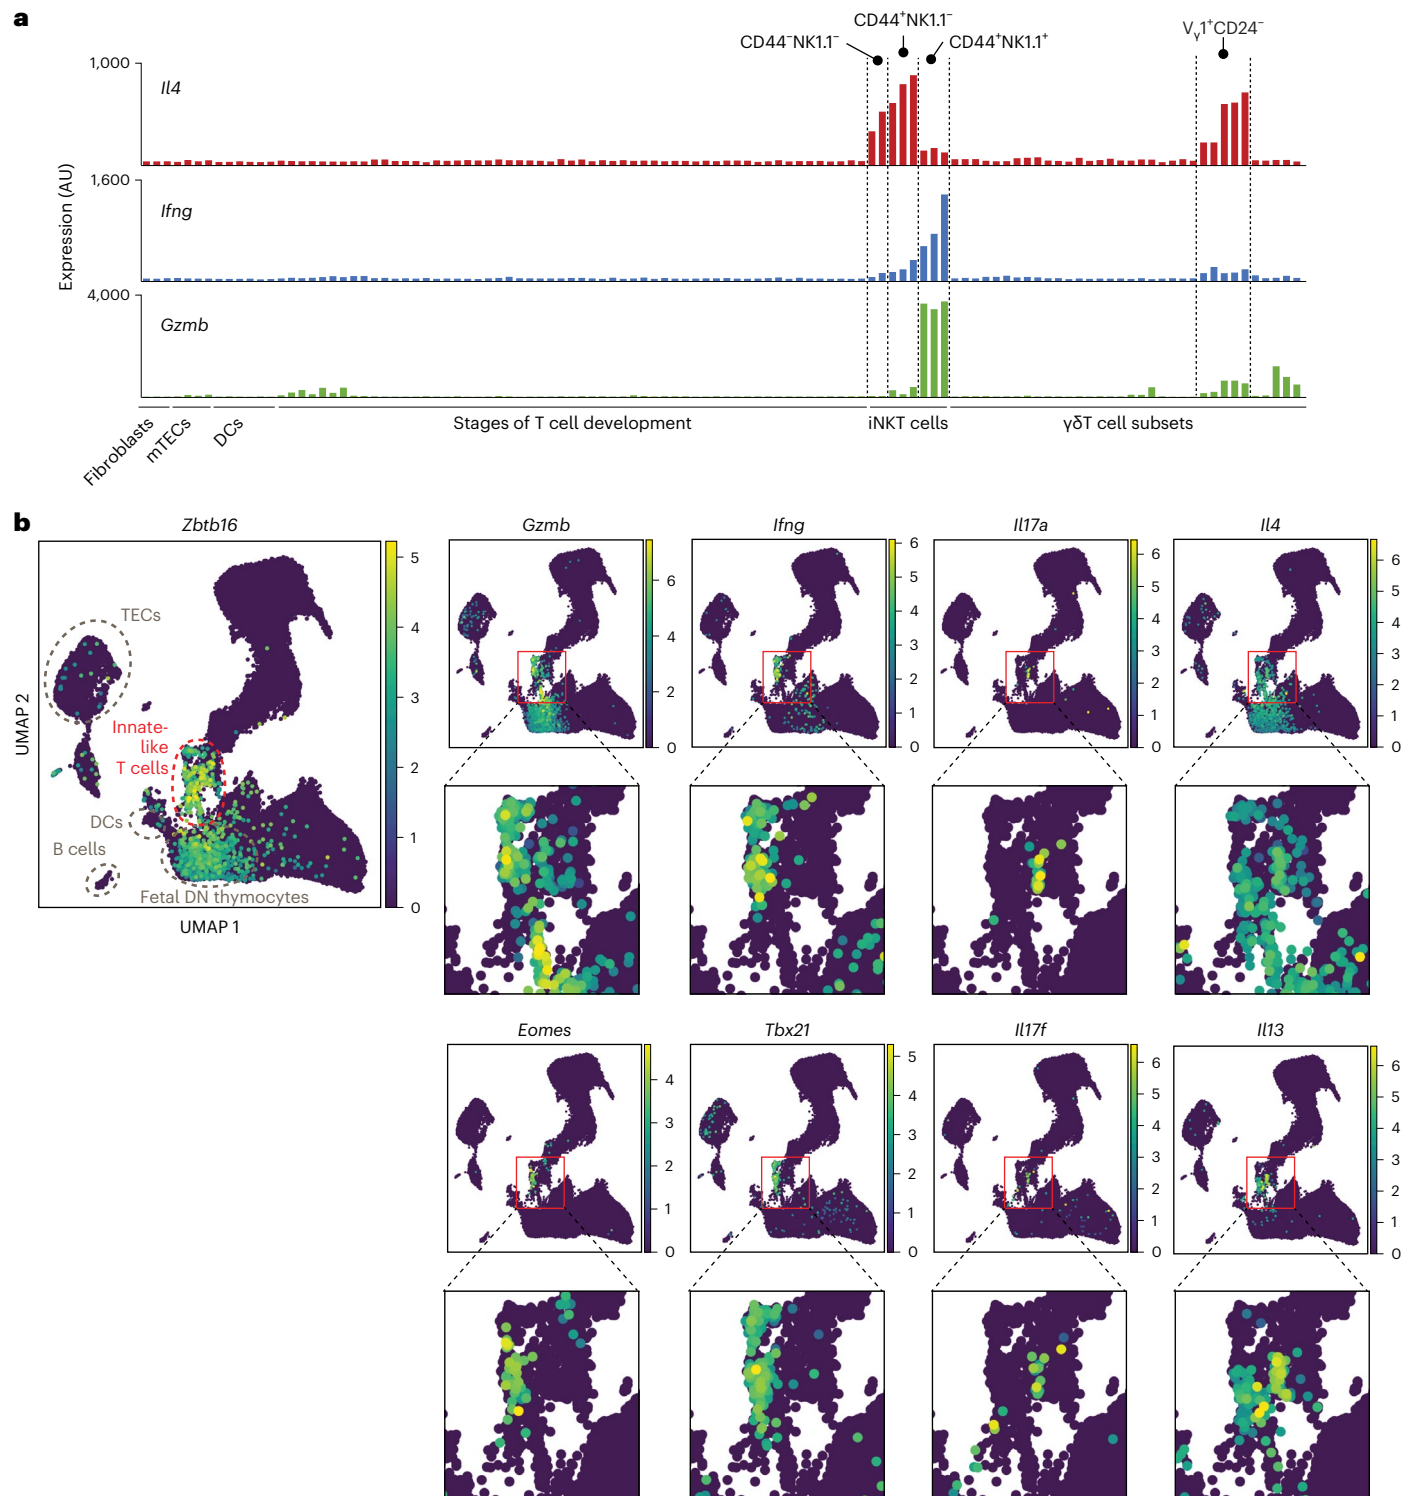 a
CD44⁻NK1.1⁻
CD44⁺NK1.1⁻
CD44⁺NK1.1⁺
Vγ1⁺CD24⁻
Expression (AU)
1,000
Il4
1,600
Ifng
4,000
Gzmb
Fibroblasts
mTECs
DCs
Stages of T cell development
iNKT cells
γδT cell subsets
b
Zbtb16
UMAP 2
UMAP 1
TECs
Innate-
like
T cells
DCs
B cells
Fetal DN thymocytes
5
4
3
2
1
0
Gzmb
6
4
2
0
Ifng
6
5
4
3
2
1
0
Il17a
6
5
4
3
2
1
0
Il4
6
5
4
3
2
1
0
Eomes
4
3
2
1
0
Tbx21
5
4
3
2
1
0
Il17f
6
5
4
3
2
1
0
Il13
6
5
4
3
2
1
0